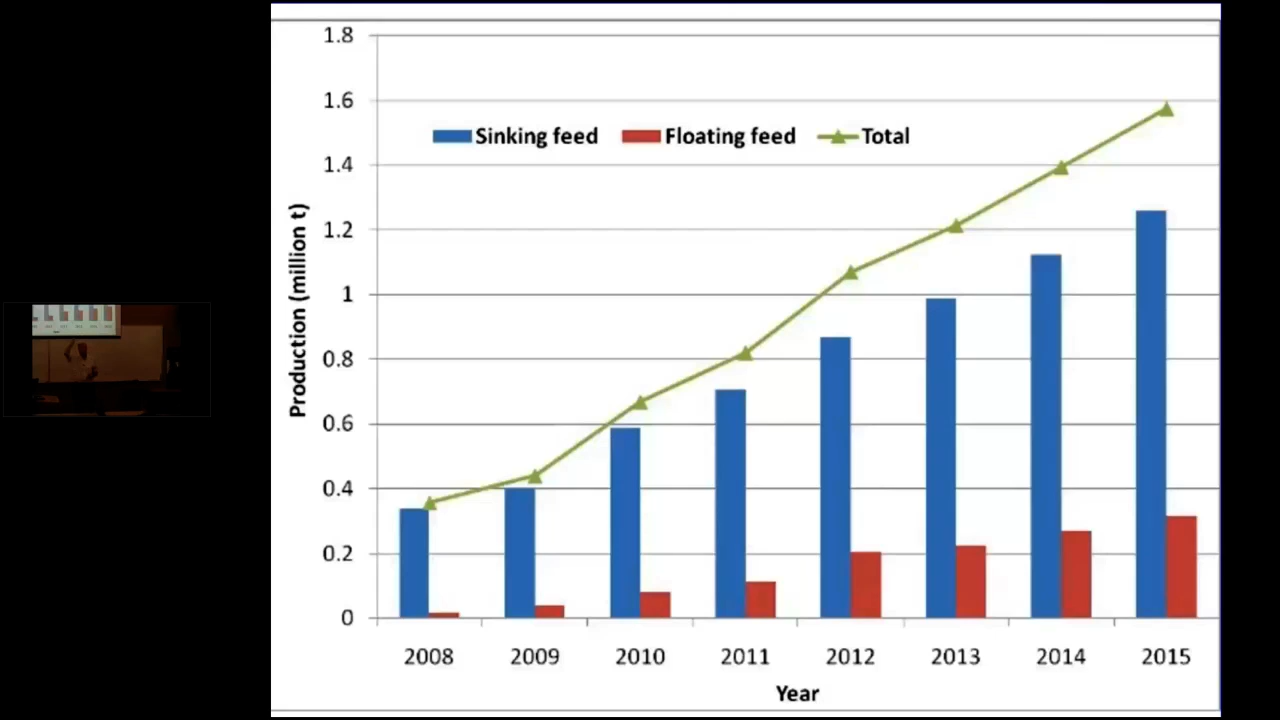 1.8
1.6
Sinking feed Floating feed Total
1.4
1.2
1
0.8
0.6
0.4
0.2
0
Production (million t)
2008 2009 2010 2011 2012 2013 2014 2015
Year